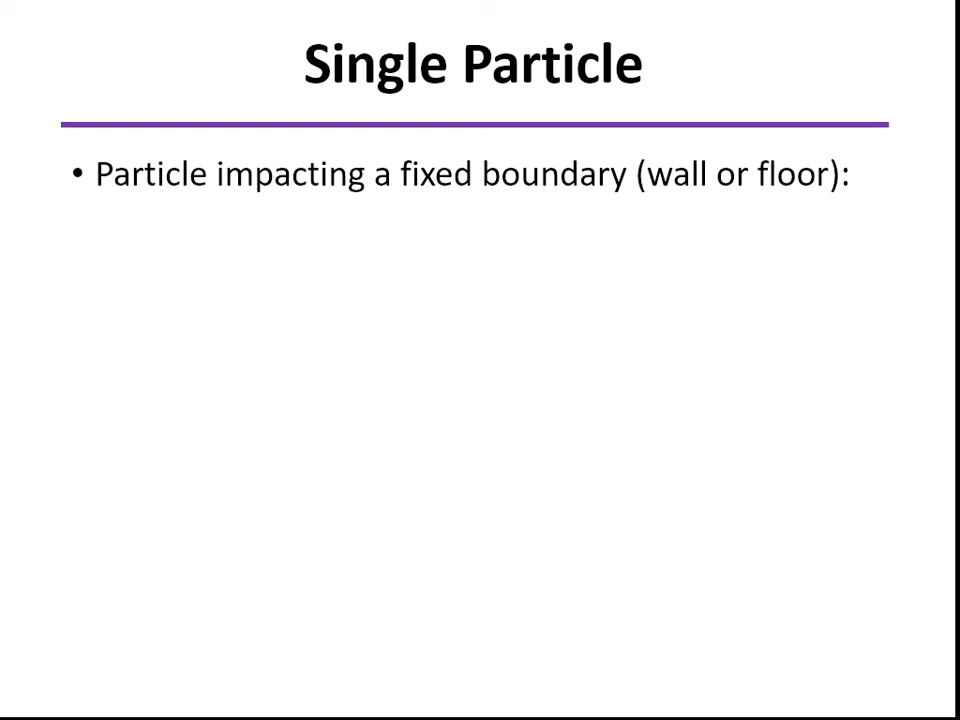 Single Particle
• Particle impacting a fixed boundary (wall or floor):